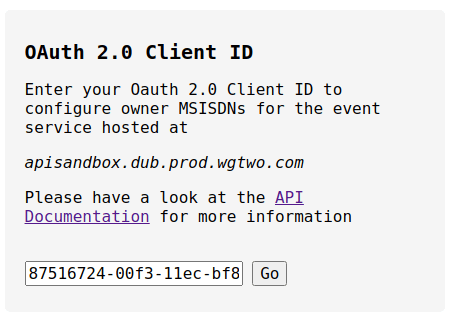 OAuth 2.0 Client ID
Enter your Oauth 2.0 Client ID to
configure owner MSISDNs for the event
service hosted at
apisandbox.dub.prod.wgtwo.com
Please have a look at the API
Documentation for more information
87516724-00f3-11ec-bf8 Go